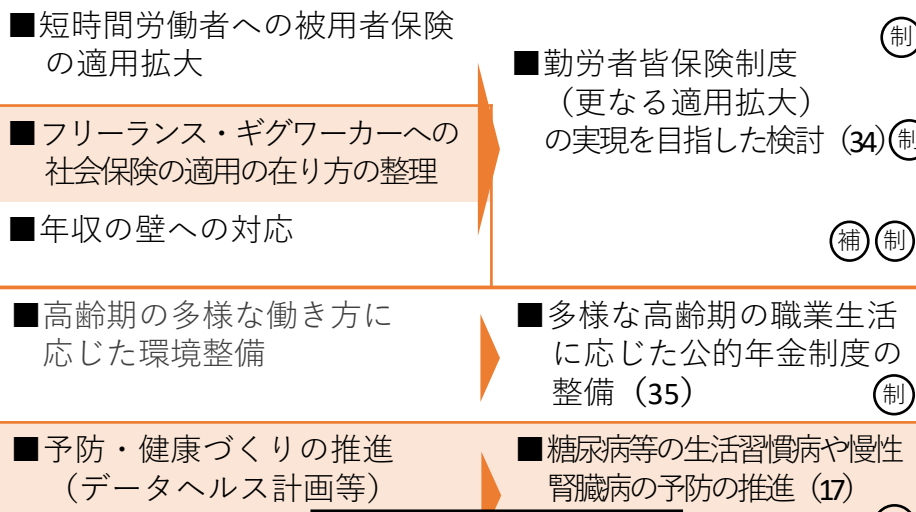 ■短時間労働者への被用者保険
の適用拡大
■フリーランス・ギグワーカーへの
社会保険の適用の在り方の整理
■年収の壁への対応
制
■勤労者皆保険制度
（更なる適用拡大）
の実現を目指した検討（34）制
補 制
■高齢期の多様な働き方に
応じた環境整備
■多様な高齢期の職業生活
に応じた公的年金制度の
整備（35） 制
■予防・健康づくりの推進
（データヘルス計画等）
■糖尿病等の生活習慣病や慢性
腎臓病の予防の推進（17）